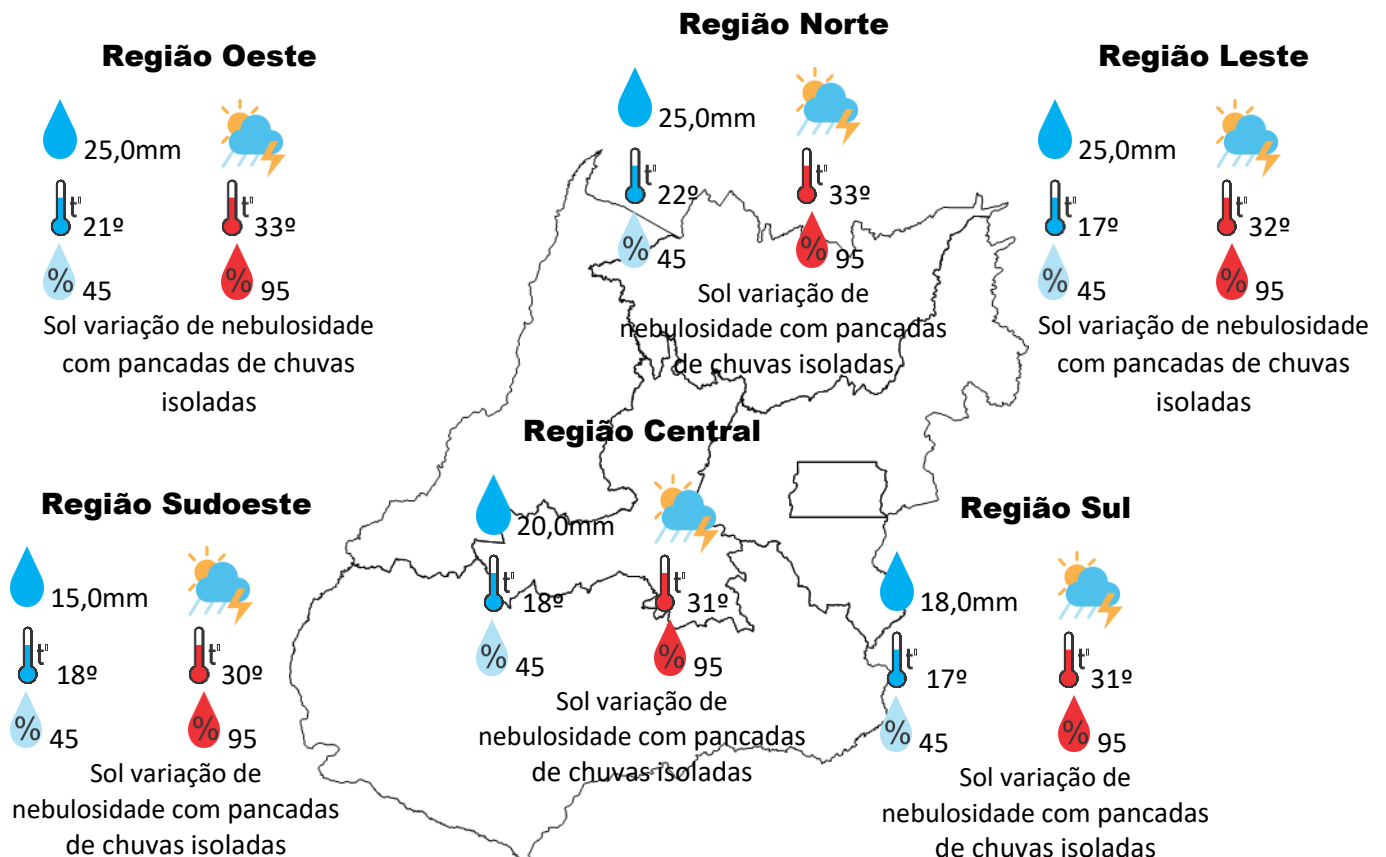 Região Oeste
25,0mm
t°
21º
33º
%
45
%
95
Sol variação de nebulosidade
com pancadas de chuvas
isoladas
Região Norte
25,0mm
t°
22º
t°
33º
%
45
%
95
Sol variação de
nebulosidade com pancadas
de chuvas isoladas
Região Leste
25,0mm
t°
17º
t°
32º
%
45
%
95
Sol variação de nebulosidade
com pancadas de chuvas
isoladas
Região Sudoeste
15,0mm
t°
18º
t°
30º
%
45
%
95
Sol variação de
nebulosidade com pancadas
de chuvas isoladas
Região Central
20,0mm
t°
18º
t°
31º
%
45
%
95
Sol variação de
nebulosidade com pancadas
de chuvas isoladas
Região Sul
18,0mm
t°
17º
t°
31º
%
45
%
95
Sol variação de
nebulosidade com pancadas
de chuvas isoladas